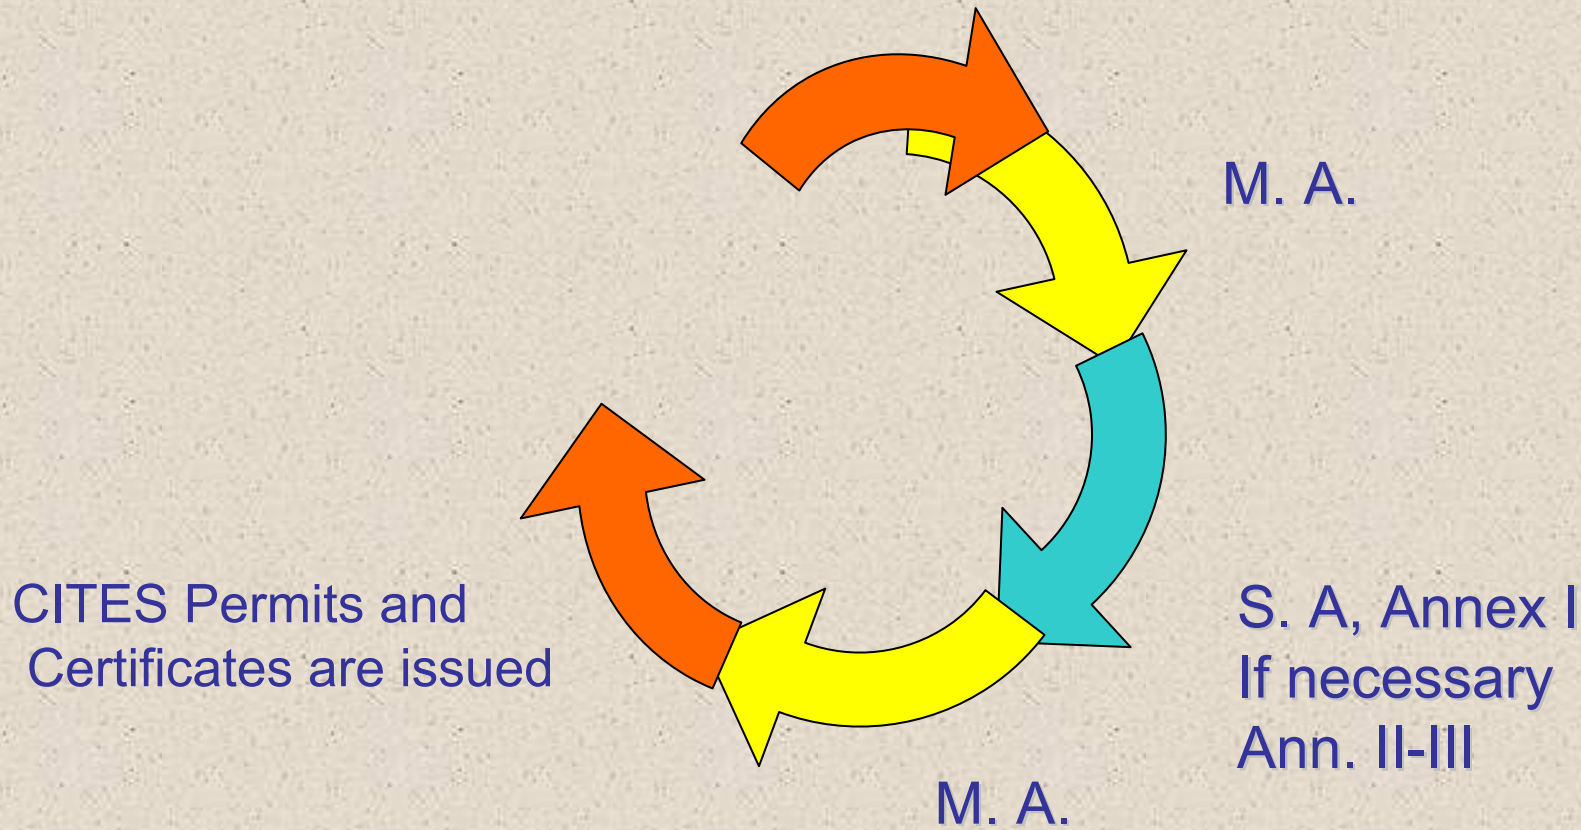 M. A.
S. A, Annex I
If necessary
Ann. II-III
M. A.
CITES Permits and
Certificates are issued